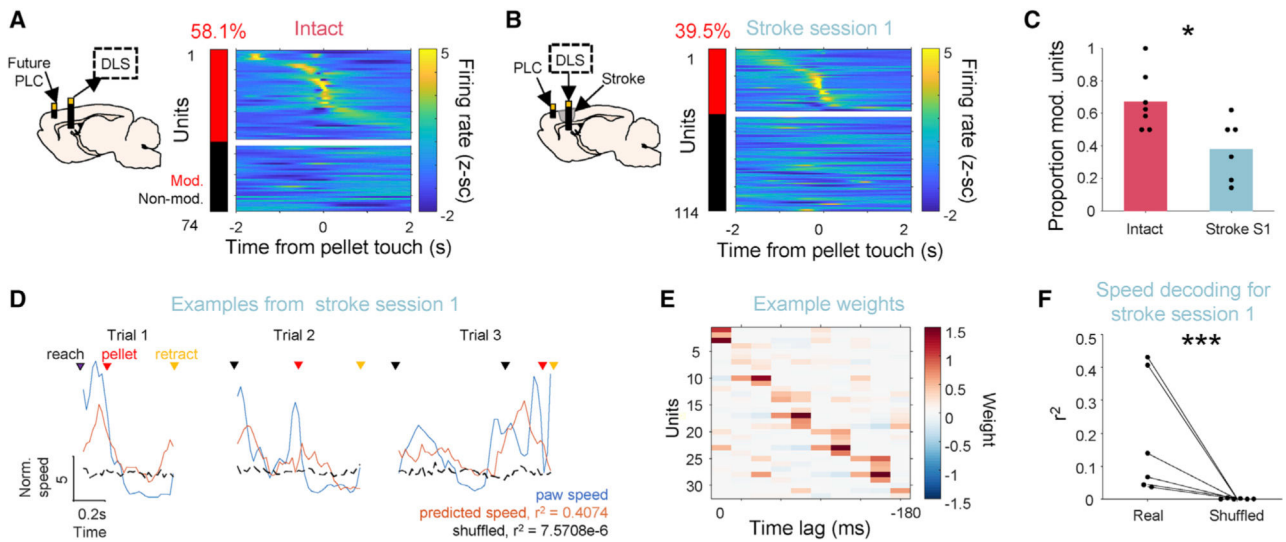 A
58.1%
Intact
Future
PLC
DLS
Units
1
Mod.
Non-mod.
74
5
-2
Firing rate (z-sc)
-2
0
2
Time from pellet touch (s)
B
39.5%
Stroke session 1
DLS
PLC
Stroke
Units
1
114
5
-2
Firing rate (z-sc)
-2
0
2
Time from pellet touch (s)
C
*
Proportion mod. units
1
0.8
0.6
0.4
0.2
0
Intact
Stroke S1
D
Examples from stroke session 1
Trial 1
Trial 2
Trial 3
reach
pellet
retract
Norm.
speed
5
0.2s
Time
paw speed
predicted speed, r² = 0.4074
shuffled, r² = 7.5708e-6
E
Example weights
Units
5
10
15
20
25
30
0
-180
Time lag (ms)
1.5
1.0
0.5
0
-0.5
-1
-1.5
Weight
F
Speed decoding for
stroke session 1
***
r²
0.5
0.4
0.3
0.2
0.1
0
Real
Shuffled